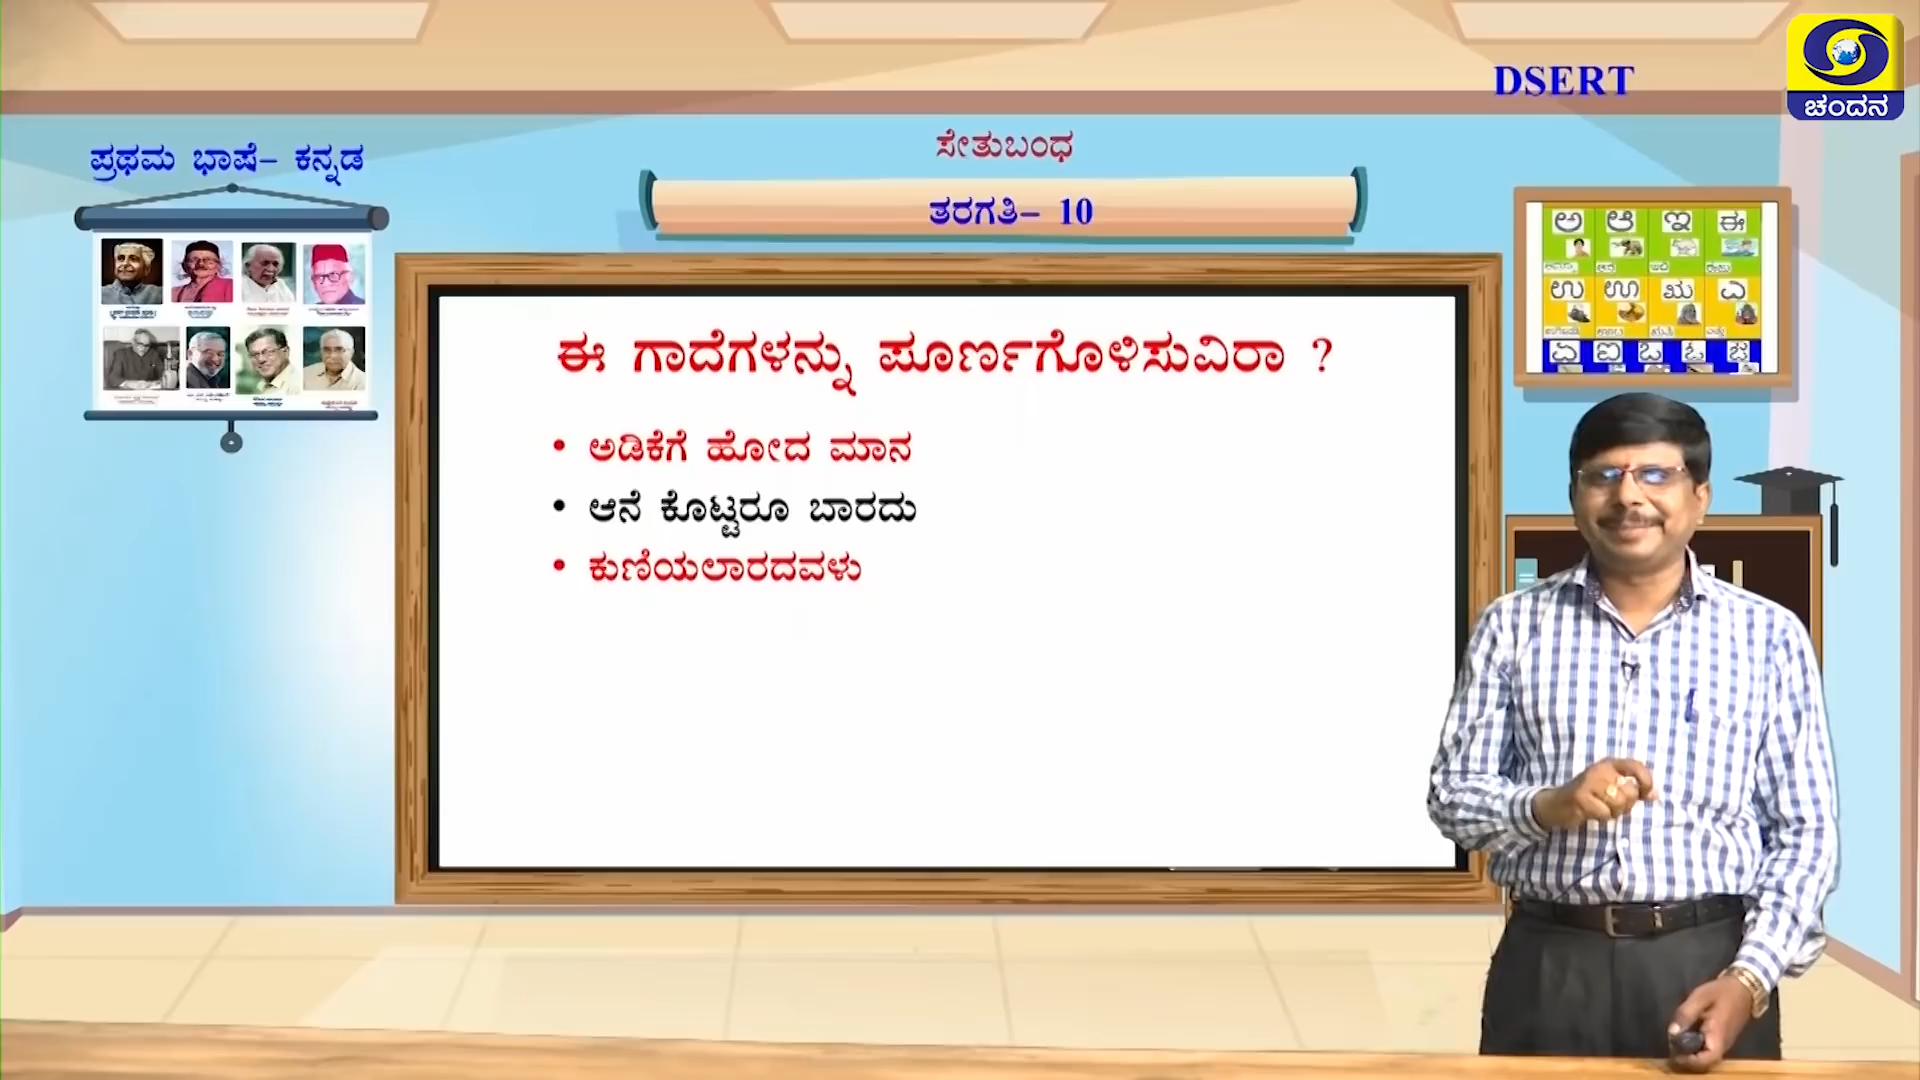 DSERT
ಚಂದನ
ಪ್ರಥಮ ಭಾಷೆ– ಕನ್ನಡ
ಸೇತುಬಂಧ
ತರಗತಿ– 10
ಈ ಗಾದೆಗಳನ್ನು ಪೂರ್ಣಗೊಳಿಸುವಿರಾ ?
• ಅಡಿಕೆಗೆ ಹೋದ ಮಾನ
• ಆನೆ ಕೊಟ್ಟರೂ ಬಾರದು
• ಕುಣಿಯಲಾರದವಳು
ಅ ಆ ಇ ಈ
ಉ ಊ ಋ ಎ
ಏ ಐ ಒ ಓ ಔ